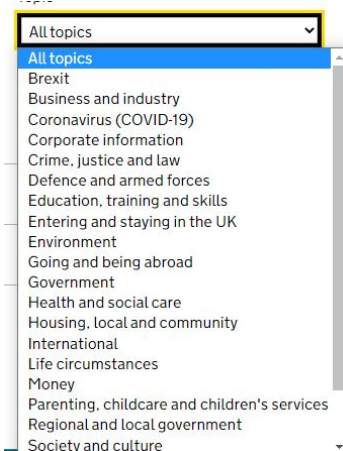 All topics
All topics
Brexit
Business and industry
Coronavirus (COVID-19)
Corporate information
Crime, justice and law
Defence and armed forces
Education, training and skills
Entering and staying in the UK
Environment
Going and being abroad
Government
Health and social care
Housing, local and community
International
Life circumstances
Money
Parenting, childcare and children's services
Regional and local government
Society and culture